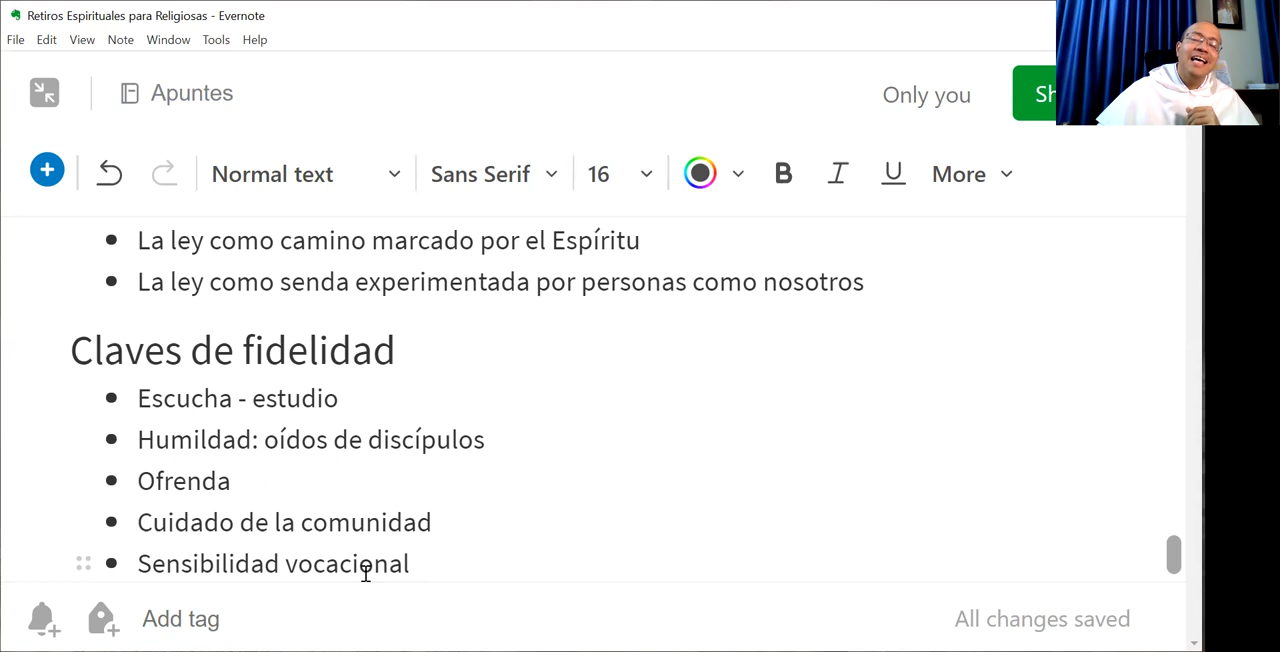 Retiros Espirituales para Religiosas - Evernote
File Edit View Note Window Tools Help
Apuntes
Only you
Sh
Normal text
Sans Serif
16
B
I
U
More
La ley como camino marcado por el Espíritu
La ley como senda experimentada por personas como nosotros
Claves de fidelidad
Escucha - estudio
Humildad: oídos de discípulos
Ofrenda
Cuidado de la comunidad
Sensibilidad vocacional
Add tag
All changes saved